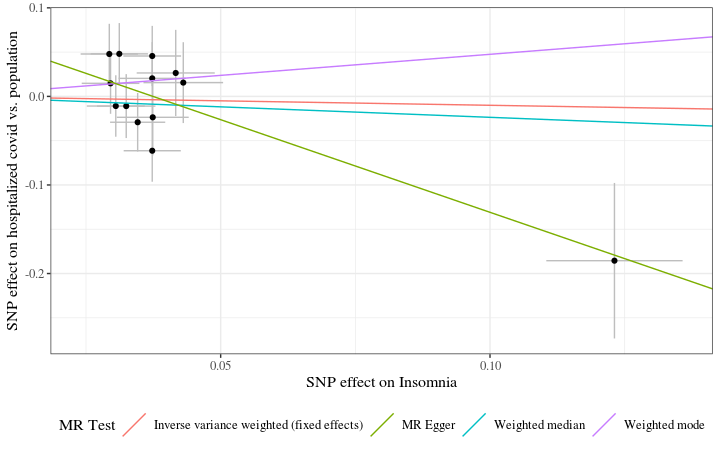 SNP effect on hospitalized covid vs. population
0.1
0.0
-0.1
-0.2
0.05
0.10
SNP effect on Insomnia
MR Test
Inverse variance weighted (fixed effects)
MR Egger
Weighted median
Weighted mode